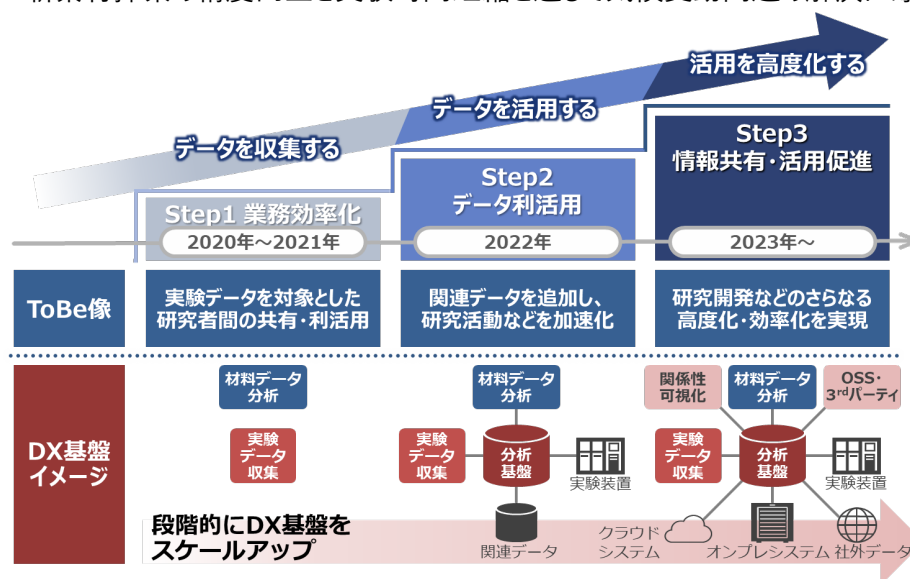 活用を高度化する
データを活用する
データを収集する
Step1 業務効率化
2020年～2021年
Step2
データ利活用
2022年
Step3
情報共有・活用促進
2023年～
ToBe像
実験データを対象とした
研究者間の共有・利活用
関連データを追加し、
研究活動などを加速化
研究開発などのさらなる
高度化・効率化を実現
DX基盤
イメージ
材料データ
分析
実験
データ
収集
材料データ
分析
実験
データ
収集
分析
基盤
実験装置
関連データ
関係性
可視化
材料データ
分析
OSS・
3rdパーティ
実験
データ
収集
分析
基盤
実験装置
クラウド
システム
オンプレシステム
社外データ
段階的にDX基盤を
スケールアップ